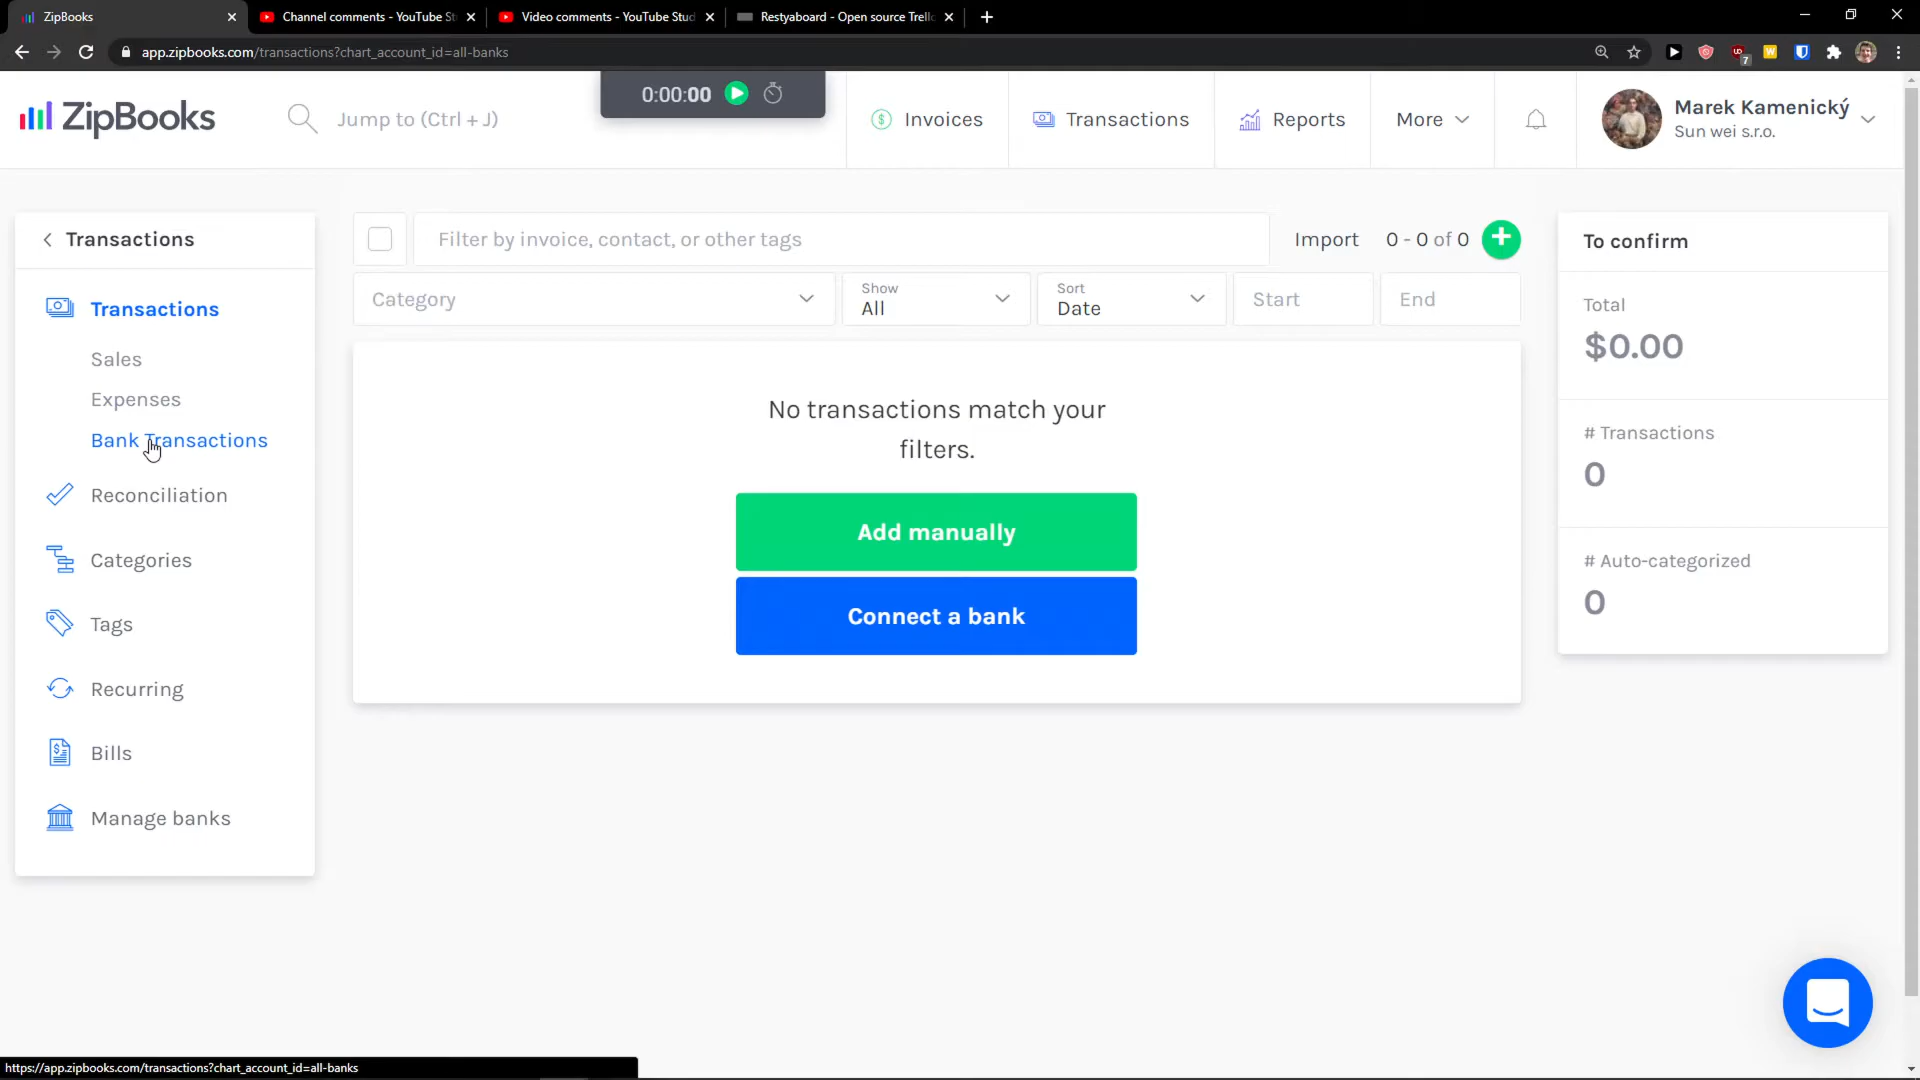 ZipBooks
Channel comments - YouTube St
Video comments - YouTube Stud
Restyaboard - Open source Trello
app.zipbooks.com/transactions?chart_account_id=all-banks
7
ZipBooks
Jump to (Ctrl + J)
0:00:00
Invoices
Transactions
Reports
More
Marek Kamenický
Sun wei s.r.o.
Transactions
Transactions
Sales
Expenses
Bank Transactions
Reconciliation
Categories
Tags
Recurring
Bills
Manage banks
Filter by invoice, contact, or other tags
Import
0 - 0 of 0
Category
Show
All
Sort
Date
Start
End
No transactions match your
filters.
Add manually
Connect a bank
To confirm
Total
$0.00
# Transactions
0
# Auto-categorized
0
https://app.zipbooks.com/transactions?chart_account_id=all-banks